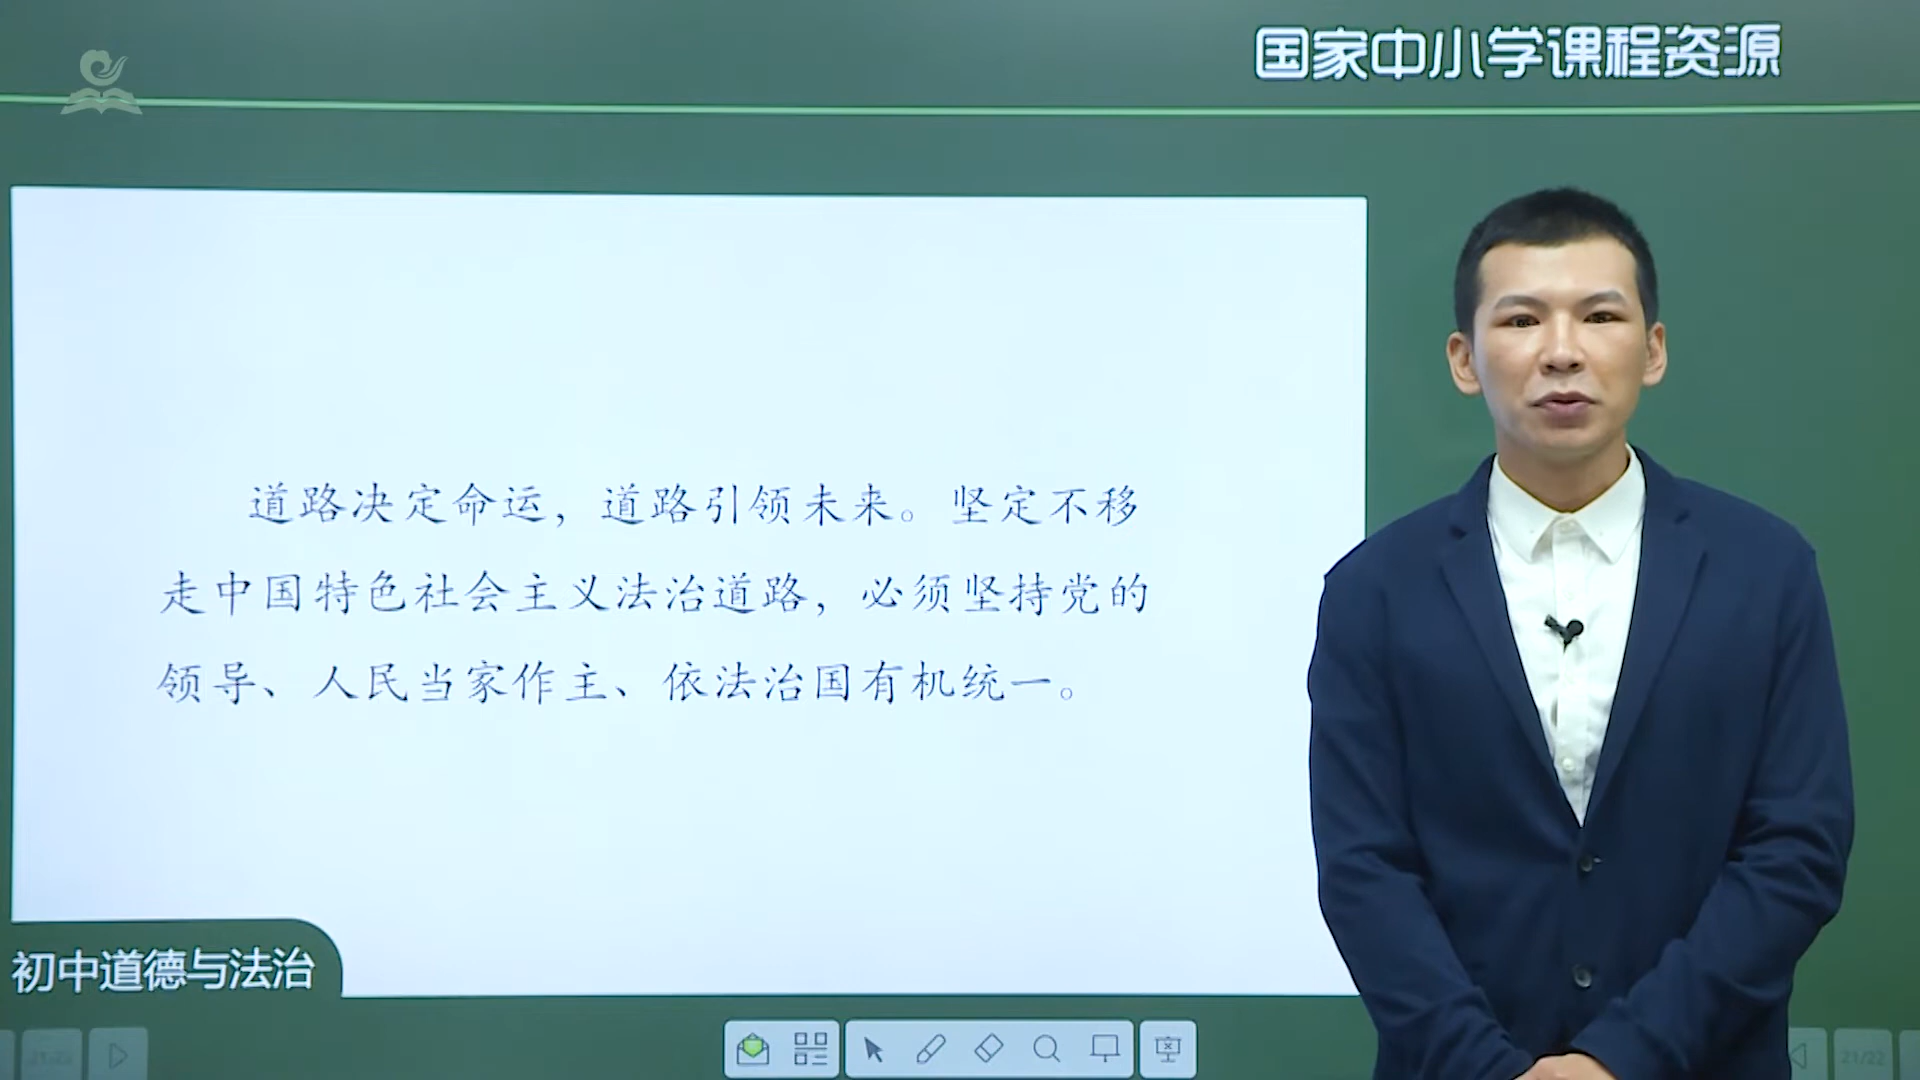 国家中小学课程资源
道路决定命运，道路引领未来。坚定不移
走中国特色社会主义法治道路，必须坚持党的
领导、人民当家作主、依法治国有机统一。
初中道德与法治
21/22